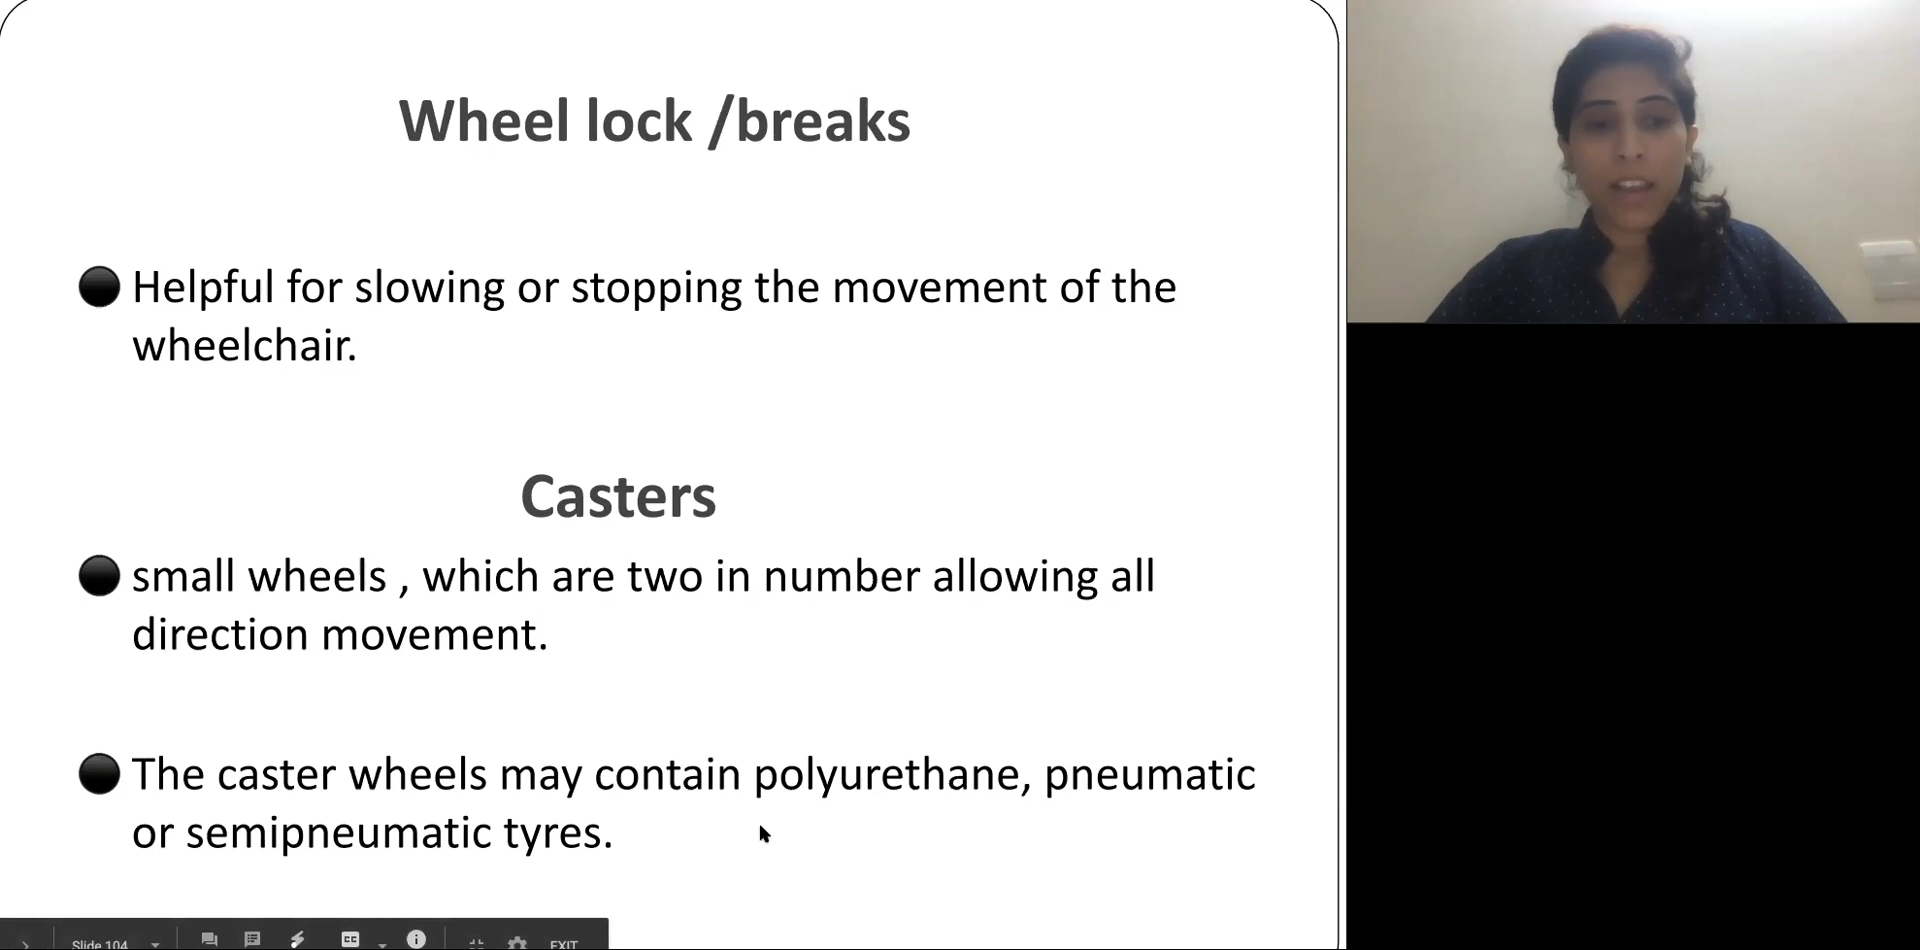 Wheel lock /breaks
Helpful for slowing or stopping the movement of the
wheelchair.
Casters
small wheels , which are two in number allowing all
direction movement.
The caster wheels may contain polyurethane, pneumatic
or semipneumatic tyres.
Slide 104
CC
EXIT